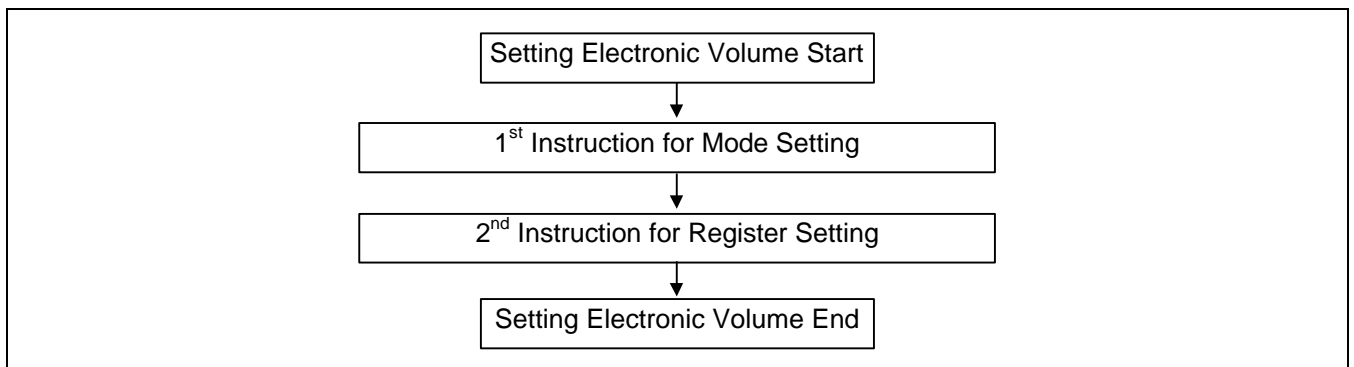 Setting Electronic Volume Start
1st Instruction for Mode Setting
2nd Instruction for Register Setting
Setting Electronic Volume End